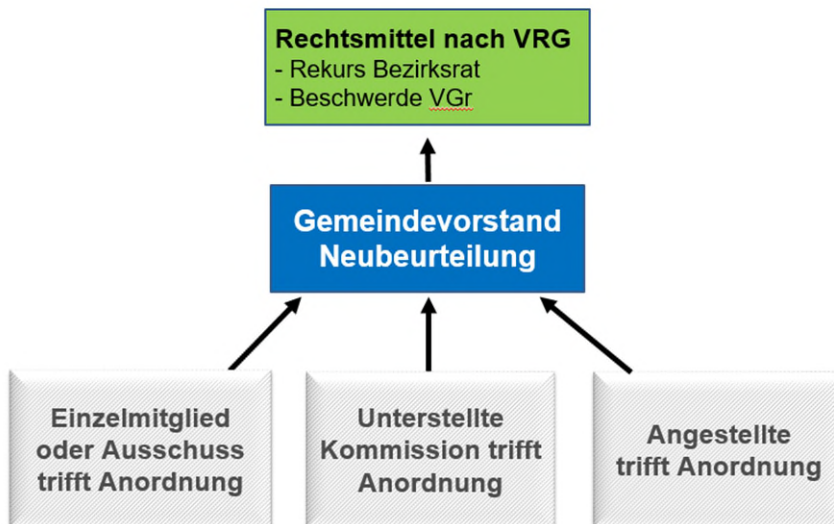 Rechtsmittel nach VRG
- Rekurs Bezirksrat
- Beschwerde VGr
Gemeindevorstand
Neubeurteilung
Einzelmitglied
oder Ausschuss
trifft Anordnung
Unterstellte
Kommission trifft
Anordnung
Angestellte
trifft Anordnung